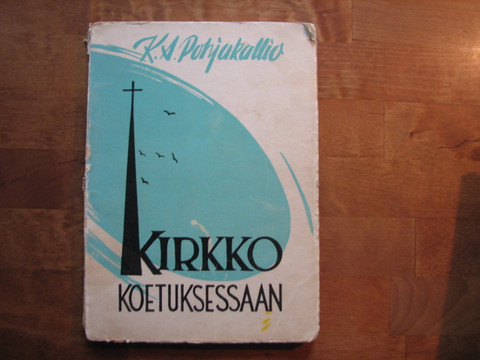 K. A. Pohjakallio
KIRKKO
KOETUKSESSAAN